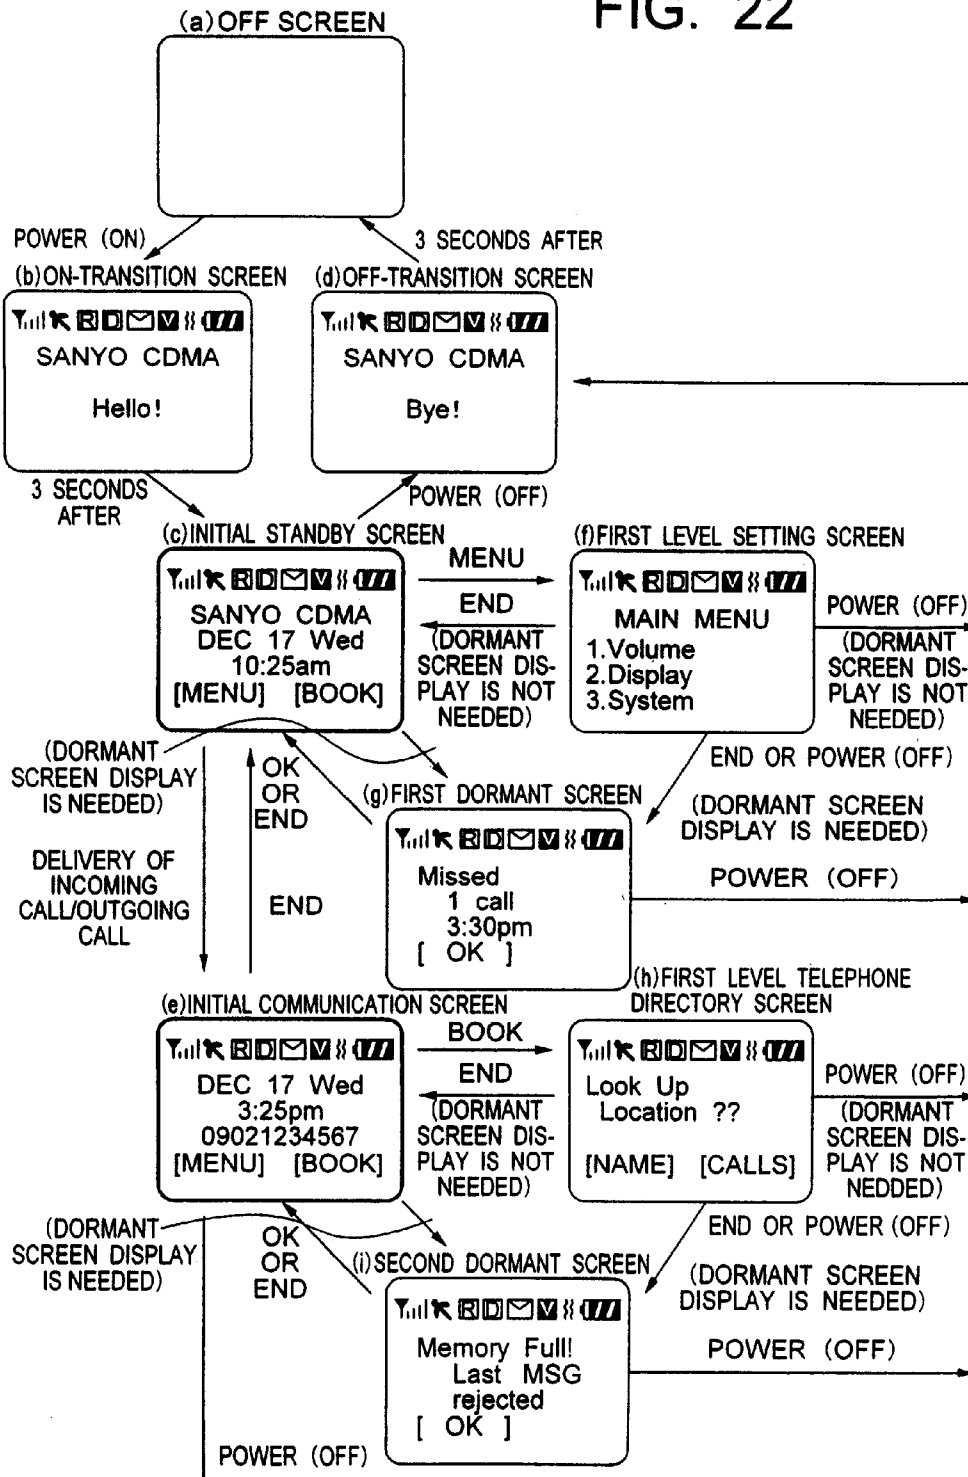 FIG. 22
(a)OFF SCREEN
POWER (ON)
3 SECONDS AFTER
(b)ON-TRANSITION SCREEN
SANYO CDMA
Hello!
(d)OFF-TRANSITION SCREEN
SANYO CDMA
Bye!
3 SECONDS
AFTER
POWER (OFF)
(c)INITIAL STANDBY SCREEN
SANYO CDMA
DEC 17 Wed
10:25am
[MENU] [BOOK]
MENU
END
(DORMANT
SCREEN DIS-
PLAY IS NOT
NEEDED)
(f)FIRST LEVEL SETTING SCREEN
MAIN MENU
1.Volume
2.Display
3.System
POWER (OFF)
(DORMANT
SCREEN DIS-
PLAY IS NOT
NEEDED)
(DORMANT
SCREEN DISPLAY
IS NEEDED)
OK
OR
END
END OR POWER (OFF)
(DORMANT SCREEN
DISPLAY IS NEEDED)
(g)FIRST DORMANT SCREEN
Missed
1 call
3:30pm
[ OK ]
POWER (OFF)
DELIVERY OF
INCOMING
CALL/OUTGOING
CALL
END
(e)INITIAL COMMUNICATION SCREEN
DEC 17 Wed
3:25pm
09021234567
[MENU] [BOOK]
BOOK
END
(DORMANT
SCREEN DIS-
PLAY IS NOT
NEEDED)
(h)FIRST LEVEL TELEPHONE
DIRECTORY SCREEN
Look Up
Location ??
[NAME] [CALLS]
POWER (OFF)
(DORMANT
SCREEN DIS-
PLAY IS NOT
NEDDED)
(DORMANT
SCREEN DISPLAY
IS NEEDED)
OK
OR
END
END OR POWER (OFF)
(DORMANT SCREEN
DISPLAY IS NEEDED)
(i)SECOND DORMANT SCREEN
Memory Full!
Last MSG
rejected
[ OK ]
POWER (OFF)
POWER (OFF)